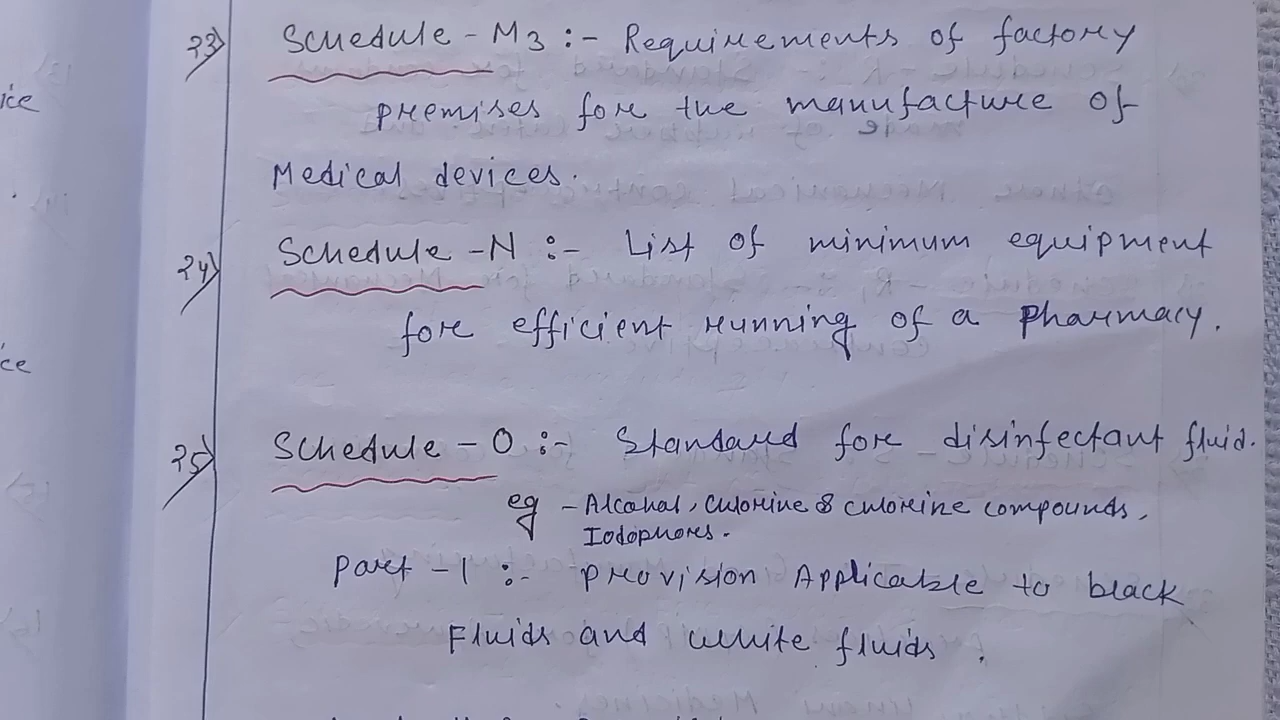 ice
ce
23) Schedule - M3 :- Requirements of factory
premises for the manufacture of
Medical devices.
24) Schedule - N :- List of minimum equipment
for efficient running of a Pharmacy.
25) Schedule - O :- Standard for disinfectant fluid.
eg - Alcohal, Chlorine & chlorine compounds,
Iodophores.
Part - 1 :- Provision Applicable to black
Fluids and white fluids.